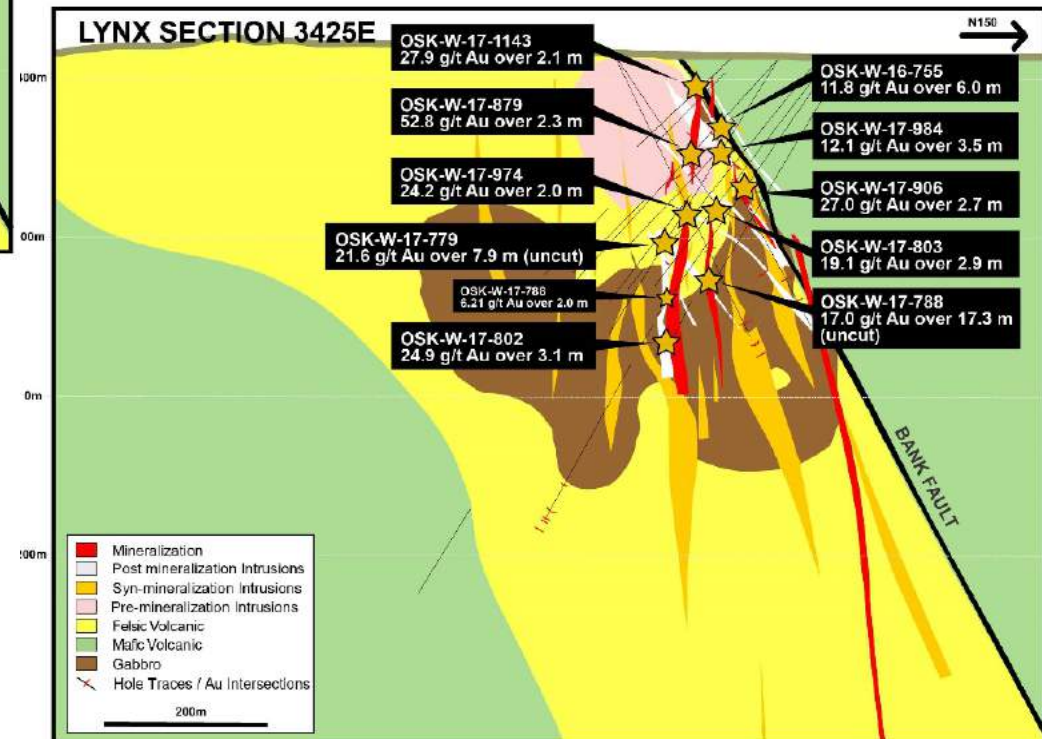 LYNX SECTION 3425E
N150
OSK-W-17-1143
27.9 g/t Au over 2.1 m
OSK-W-17-879
52.8 g/t Au over 2.3 m
OSK-W-17-974
24.2 g/t Au over 2.0 m
OSK-W-17-779
21.6 g/t Au over 7.9 m (uncut)
OSK-W-17-788
6.21 g/t Au over 2.0 m
OSK-W-17-802
24.9 g/t Au over 3.1 m
OSK-W-16-755
11.8 g/t Au over 6.0 m
OSK-W-17-984
12.1 g/t Au over 3.5 m
OSK-W-17-906
27.0 g/t Au over 2.7 m
OSK-W-17-803
19.1 g/t Au over 2.9 m
OSK-W-17-788
17.0 g/t Au over 17.3 m
(uncut)
0m
BANK FAULT
Mineralization
Post mineralization Intrusions
Syn-mineralization Intrusions
Pre-mineralization Intrusions
Felsic Volcanic
Mafic Volcanic
Gabbro
Hole Traces / Au Intersections
200m